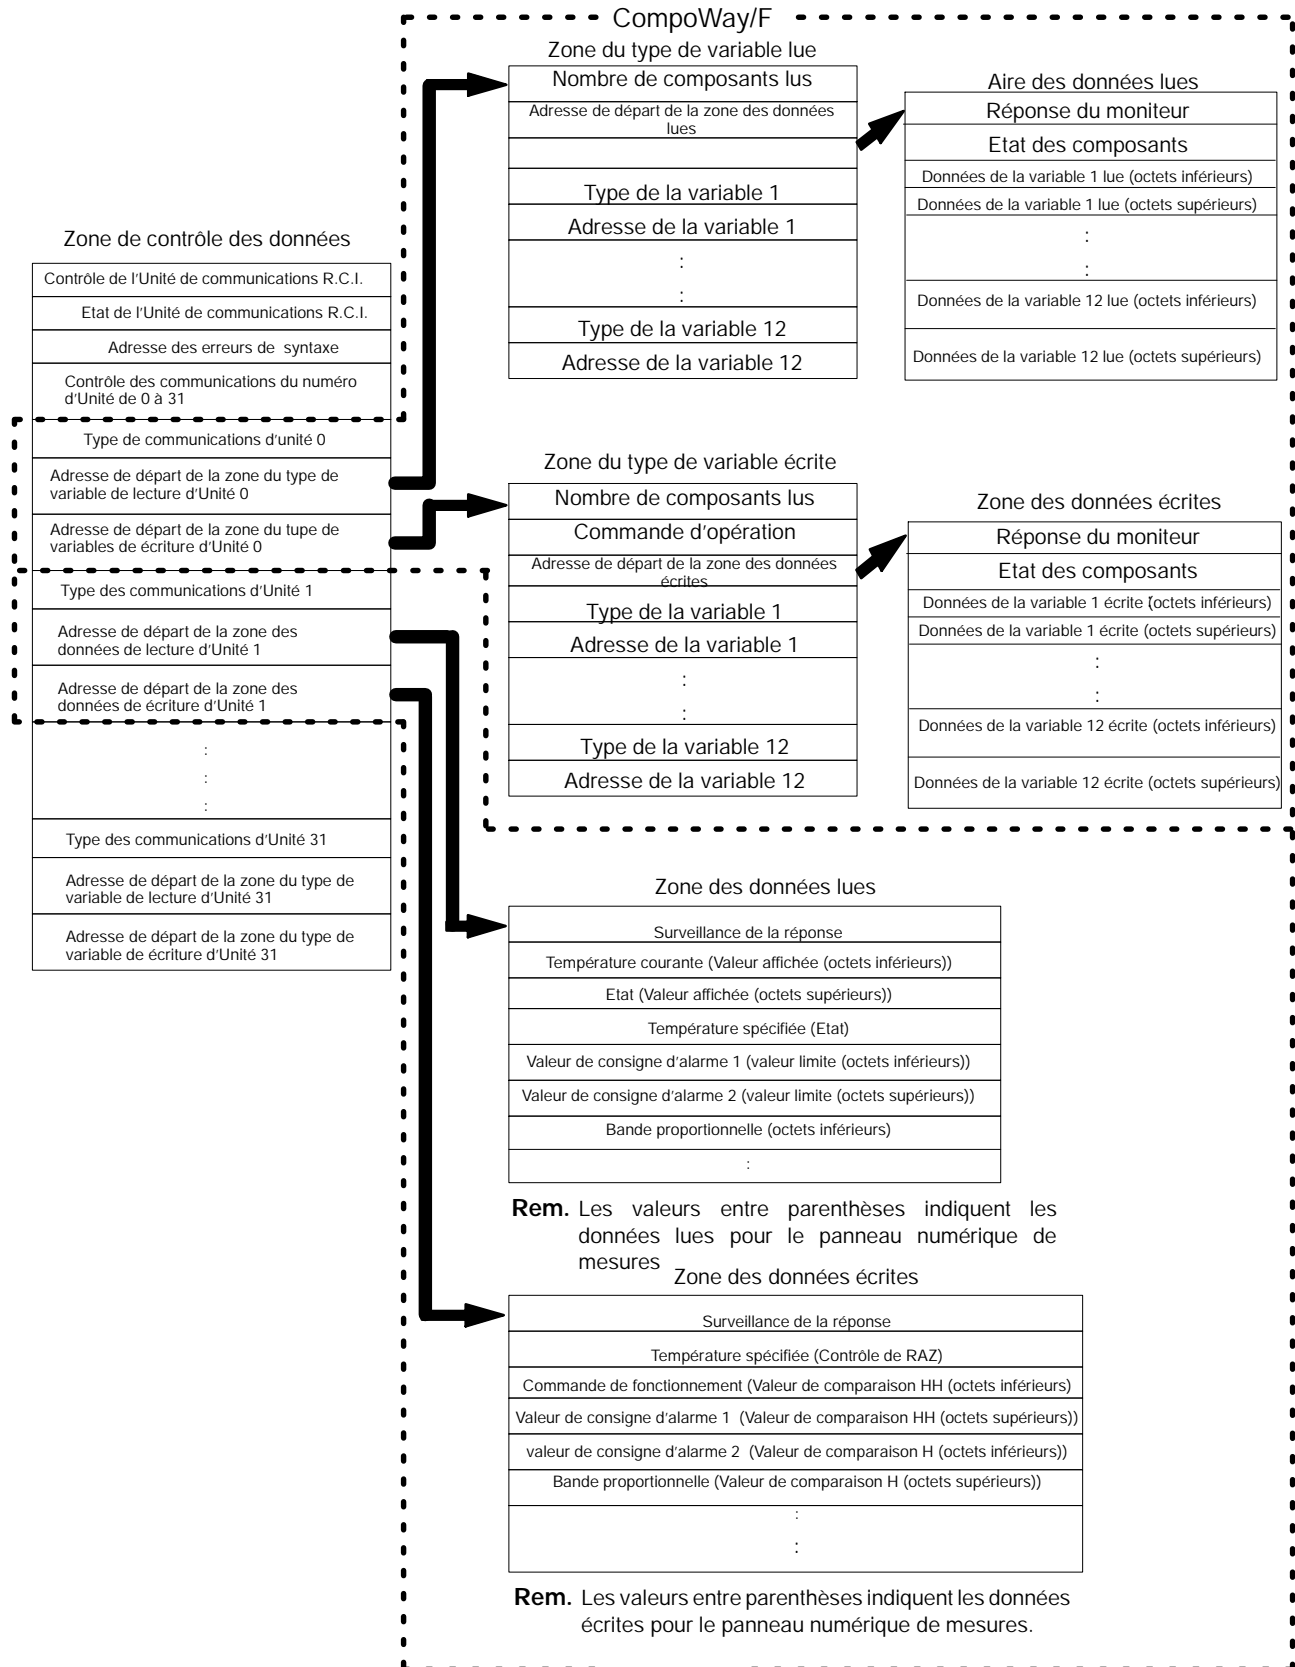 CompoWay/F
Zone du type de variable lue
Nombre de composants lus
Adresse de départ de la zone des données
lues
Type de la variable 1
Adresse de la variable 1
:
:
Type de la variable 12
Adresse de la variable 12
Aire des données lues
Réponse du moniteur
Etat des composants
Données de la variable 1 lue (octets inférieurs)
Données de la variable 1 lue (octets supérieurs)
:
:
Données de la variable 12 lue (octets inférieurs)
Données de la variable 12 lue (octets supérieurs)
Zone de contrôle des données
Contrôle de l'Unité de communications R.C.I.
Etat de l'Unité de communications R.C.I.
Adresse des erreurs de syntaxe
Contrôle des communications du numéro
d'Unité de 0 à 31
Type de communications d'unité 0
Adresse de départ de la zone du type de
variable de lecture d'Unité 0
Adresse de départ de la zone du tupe de
variables de écriture d'Unité 0
Type des communications d'Unité 1
Adresse de départ de la zone des
données de lecture d'Unité 1
Adresse de départ de la zone des
données de écriture d'Unité 1
:
:
:
Type des communications d'Unité 31
Adresse de départ de la zone du type de
variable de lecture d'Unité 31
Adresse de départ de la zone du type de
variable de écriture d'Unité 31
Zone du type de variable écrite
Nombre de composants lus
Commande d'opération
Adresse de départ de la zone des données
écrites
Type de la variable 1
Adresse de la variable 1
:
:
Type de la variable 12
Adresse de la variable 12
Zone des données écrites
Réponse du moniteur
Etat des composants
Données de la variable 1 écrite (octets inférieurs)
Données de la variable 1 écrite (octets supérieurs)
:
:
Données de la variable 12 écrite (octets inférieurs)
Données de la variable 12 écrite (octets supérieurs)
Zone des données lues
Surveillance de la réponse
Température courante (Valeur affichée (octets inférieurs))
Etat (Valeur affichée (octets supérieurs))
Température spécifiée (Etat)
Valeur de consigne d'alarme 1 (valeur limite (octets inférieurs))
Valeur de consigne d'alarme 2 (valeur limite (octets supérieurs))
Bande proportionnelle (octets inférieurs)
:
Rem. Les valeurs entre parenthèses indiquent les
données lues pour le panneau numérique de
mesures
Zone des données écrites
Surveillance de la réponse
Température spécifiée (Contrôle de RAZ)
Commande de fonctionnement (Valeur de comparaison HH (octets inférieurs)
Valeur de consigne d'alarme 1 (Valeur de comparaison HH (octets supérieurs))
valeur de consigne d'alarme 2 (Valeur de comparaison H (octets inférieurs))
Bande proportionnelle (Valeur de comparaison H (octets supérieurs))
:
:
Rem. Les valeurs entre parenthèses indiquent les données
écrites pour le panneau numérique de mesures.